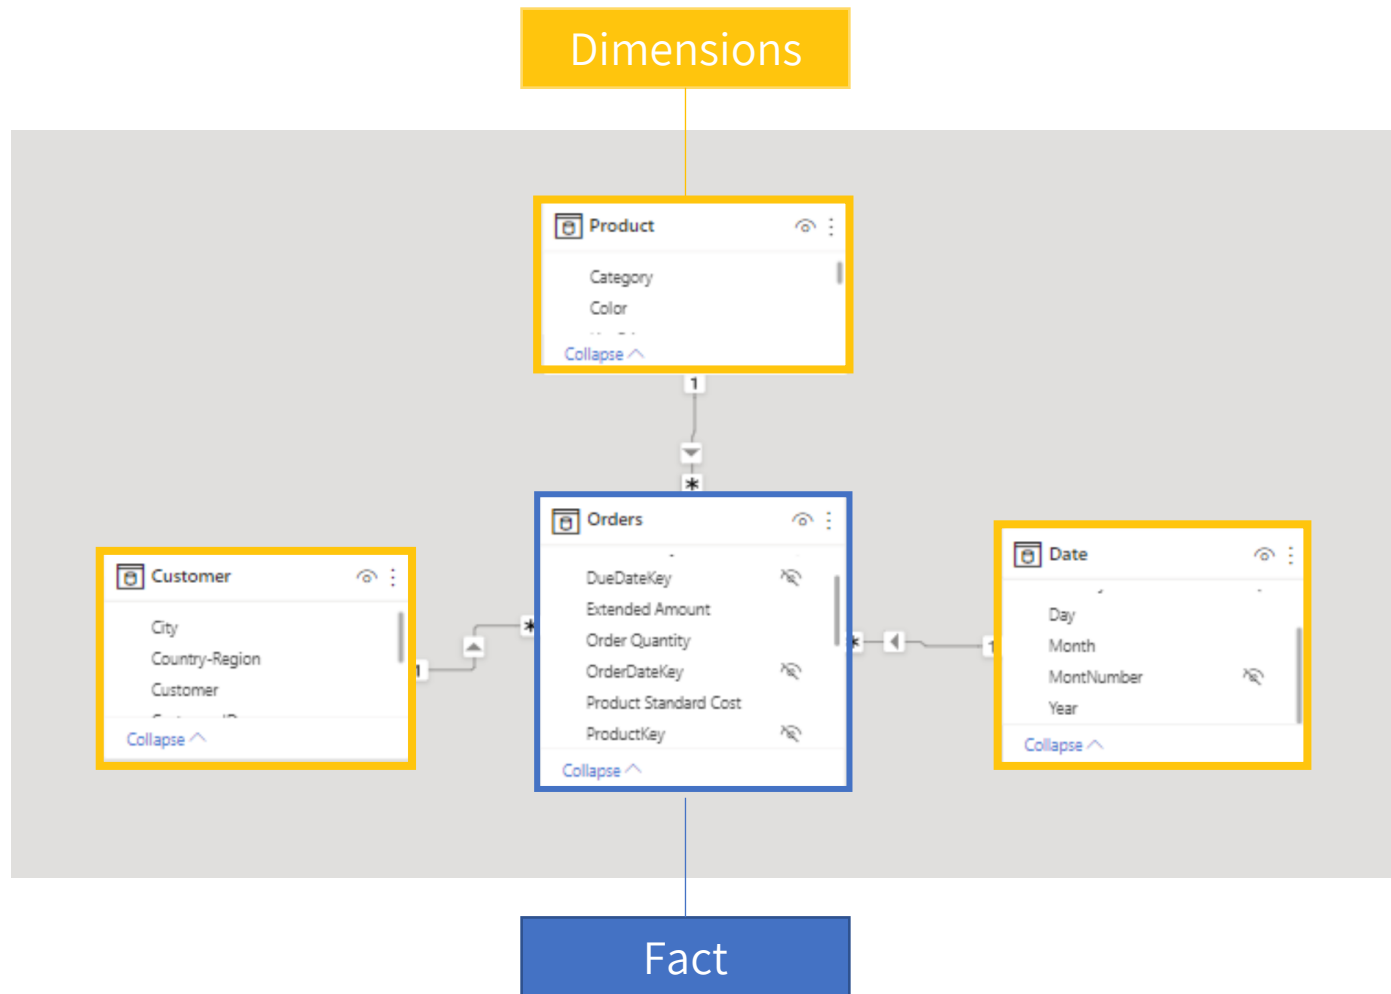 Dimensions
Product
Category
Color
Collapse
1
*
Orders
DueDateKey
Extended Amount
Order Quantity
OrderDateKey
Product Standard Cost
ProductKey
Collapse
Customer
City
Country-Region
Customer
Collapse
1
*
Date
Day
Month
MontNumber
Year
Collapse
*
1
Fact